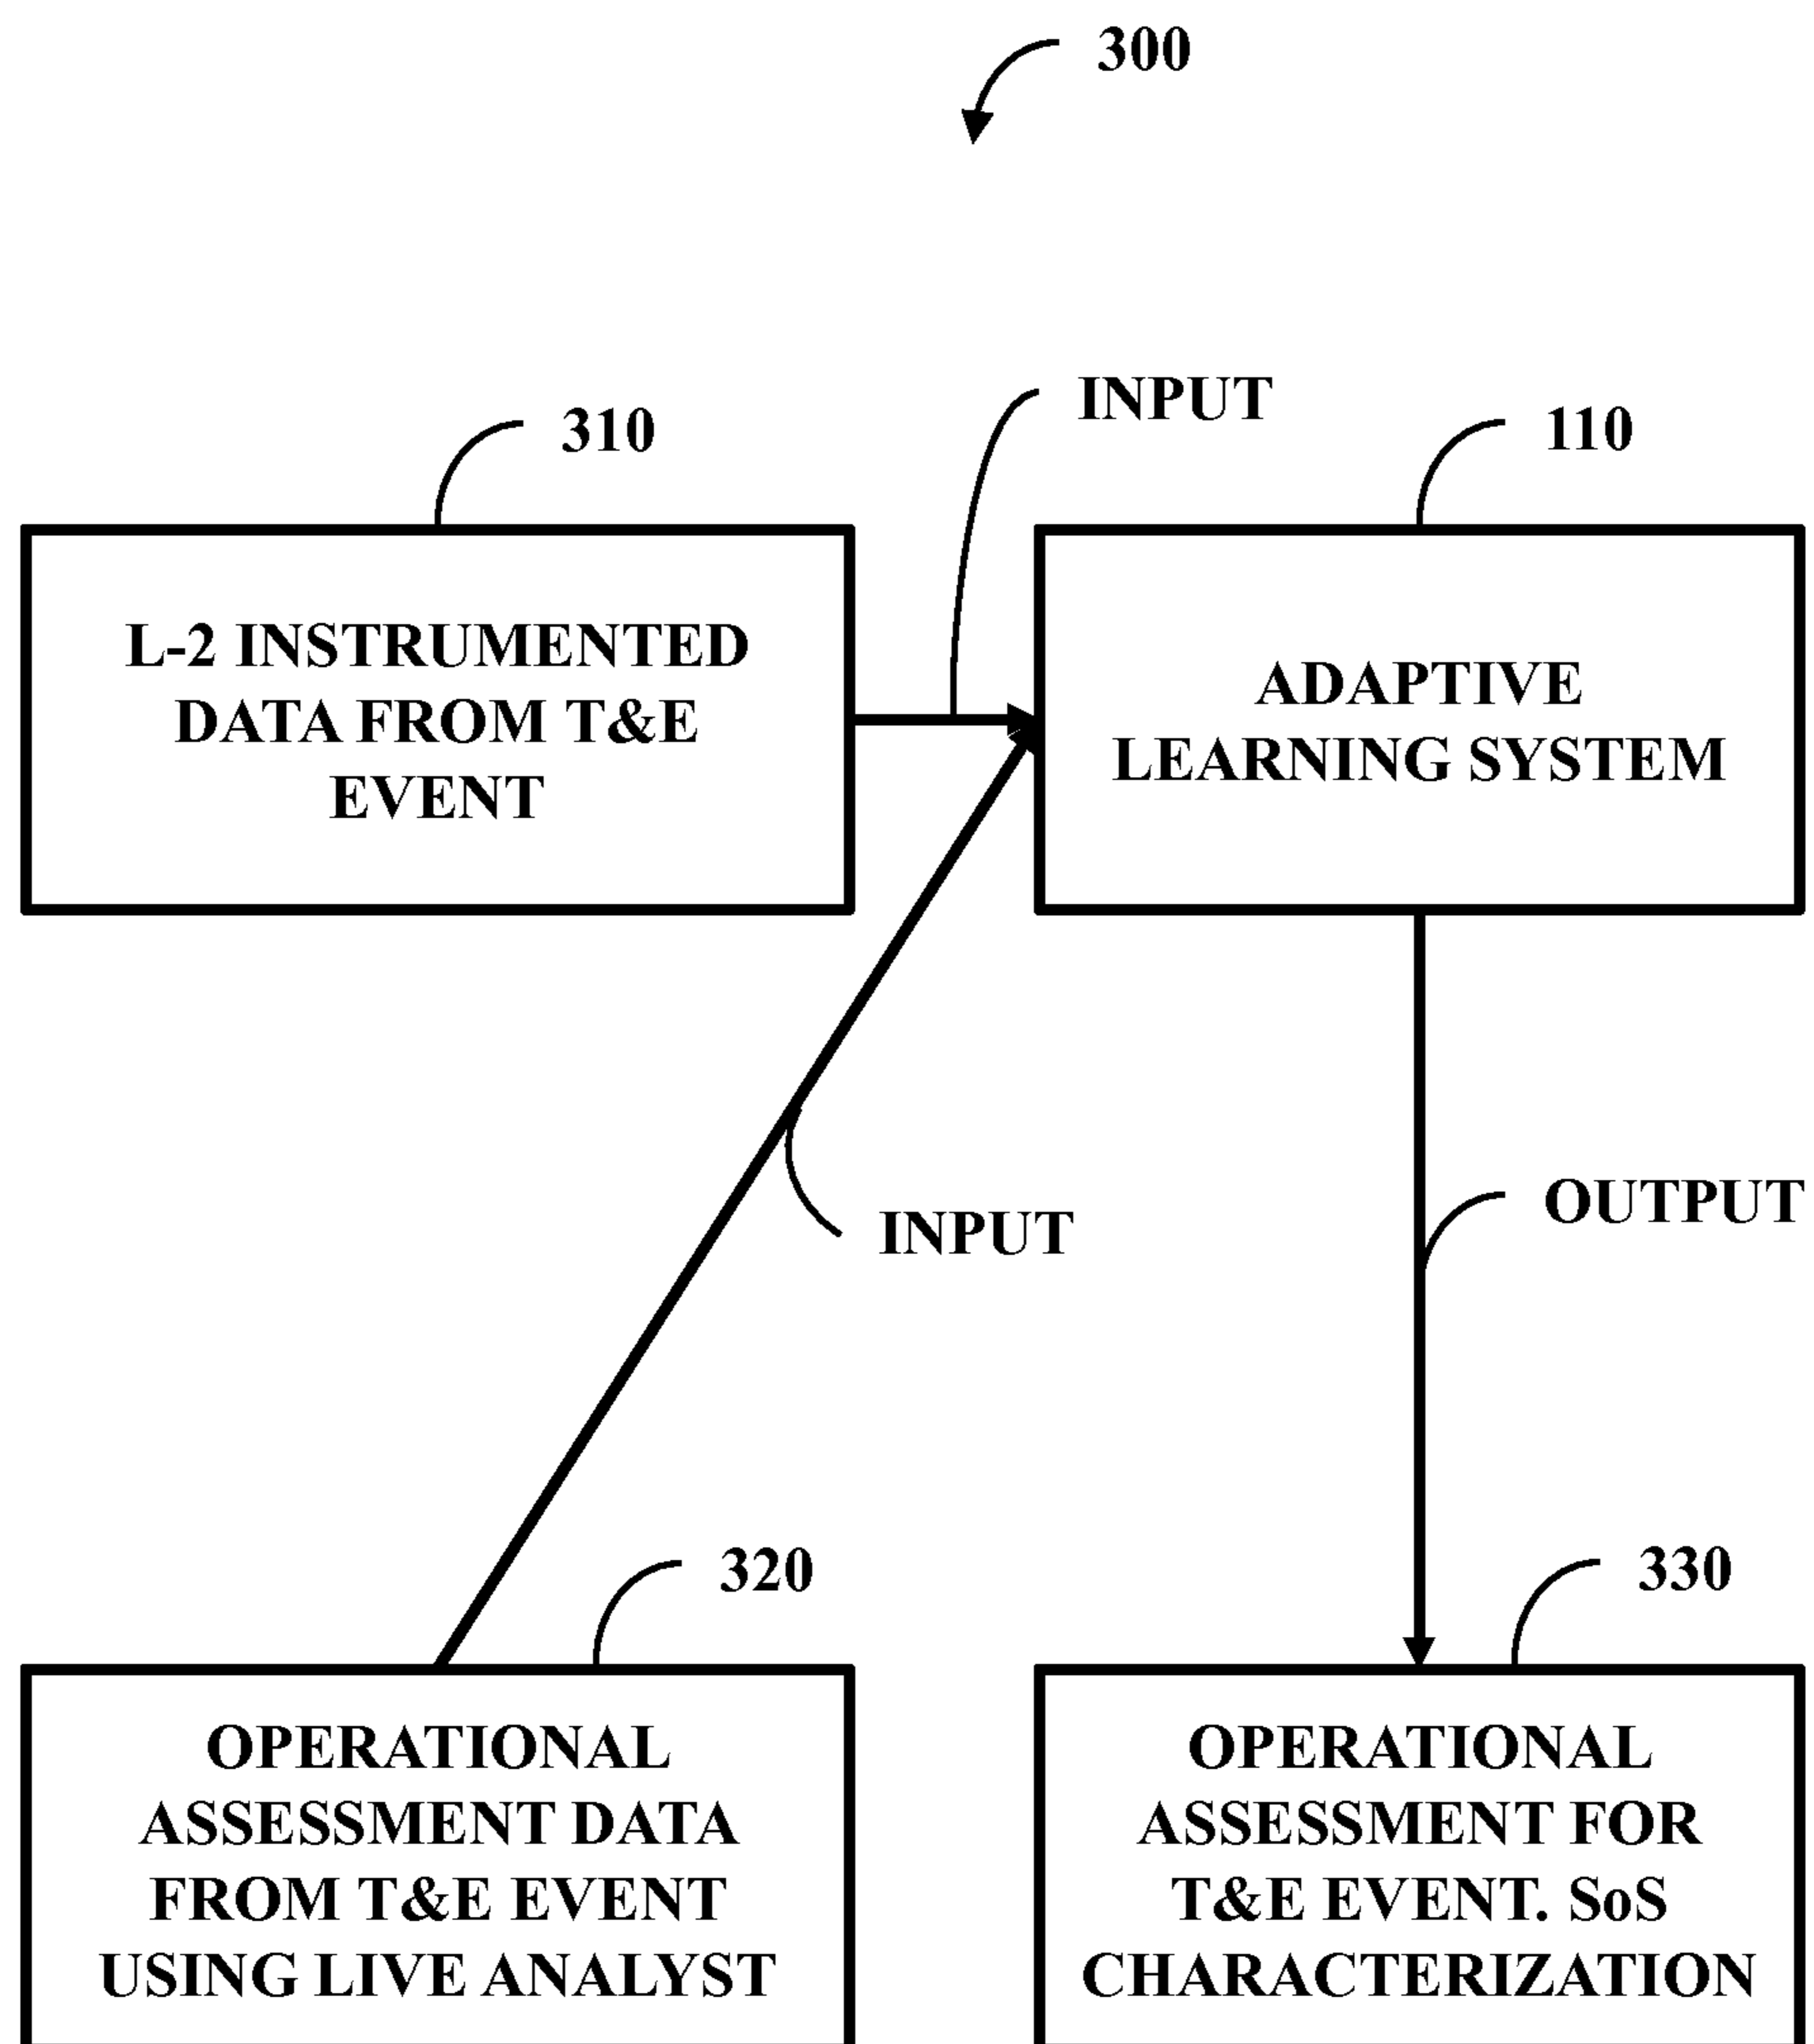 300
INPUT
310
110
L-2 INSTRUMENTED
DATA FROM T&E
EVENT
ADAPTIVE
LEARNING SYSTEM
OUTPUT
INPUT
320
330
OPERATIONAL
ASSESSMENT DATA
FROM T&E EVENT
USING LIVE ANALYST
OPERATIONAL
ASSESSMENT FOR
T&E EVENT. SoS
CHARACTERIZATION